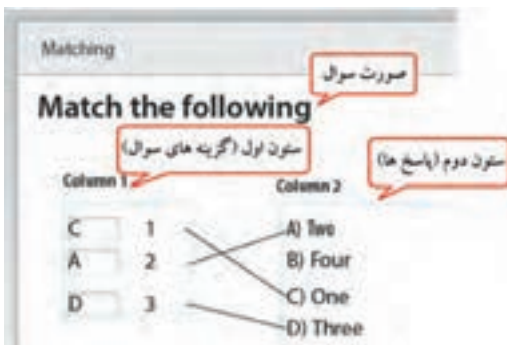 Matching
صورت سوال
Match the following
ستون اول (گزینه های سوال)
ستون دوم (پاسخ ها)
Column 1
Column 2
C 1 A) Two
A 2 B) Four
C) One
D 3 D) Three